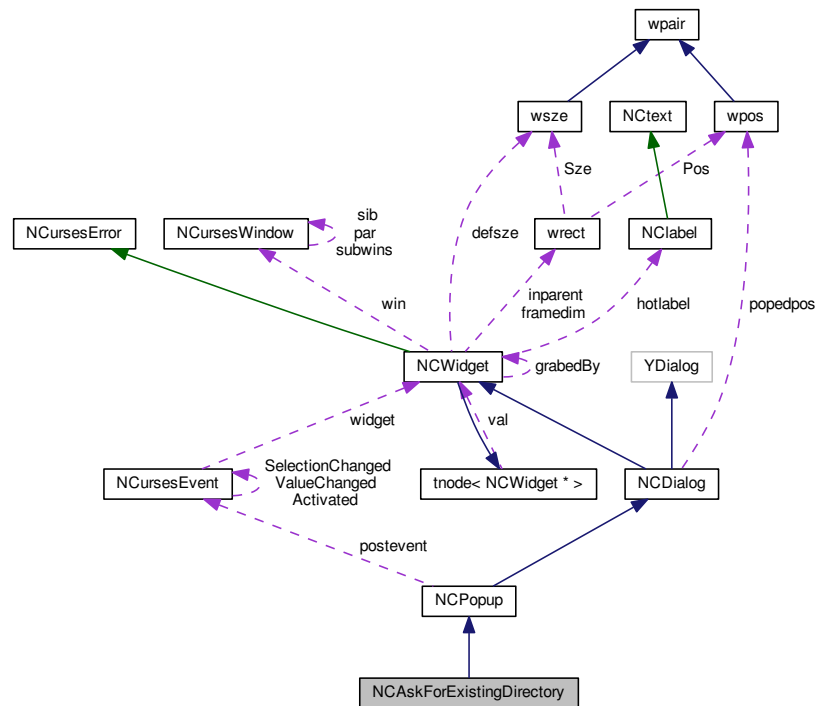 wpair
wsze
NCtext
wpos
Sze
Pos
sib
par
subwins
NCursesError
NCursesWindow
defsze
wrect
NClabel
inparent
framedim
win
hotlabel
popedpos
NCWidget
grabedBy
YDialog
widget
val
SelectionChanged
ValueChanged
Activated
NCursesEvent
tnode< NCWidget * >
NCDialog
postevent
NCPopup
NCAskForExistingDirectory